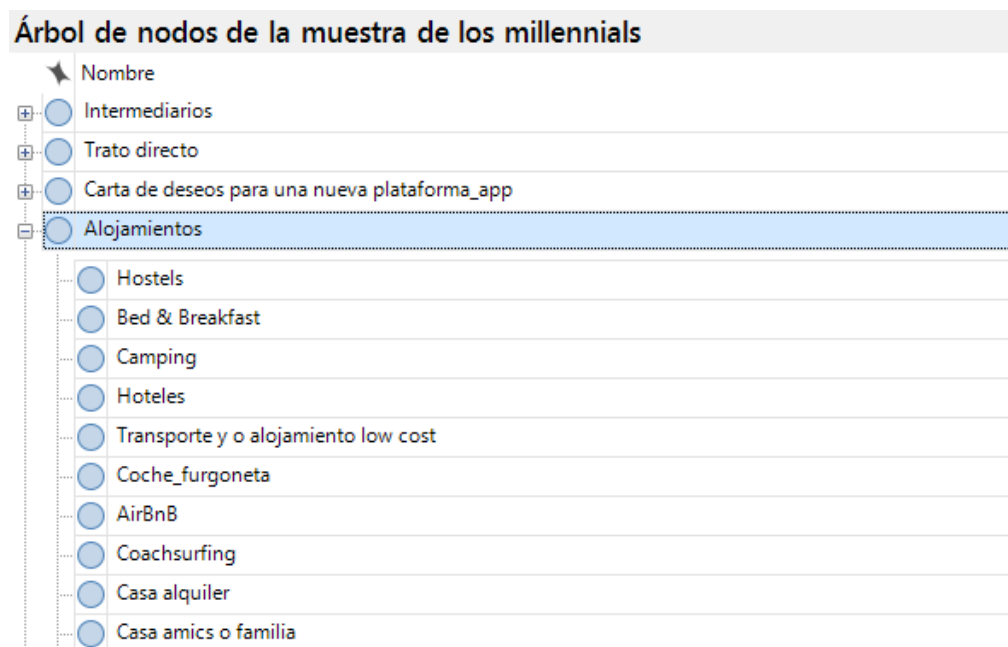 Árbol de nodos de la muestra de los millennials
Nombre
Intermediarios
Trato directo
Carta de deseos para una nueva plataforma_app
Alojamientos
Hostels
Bed & Breakfast
Camping
Hoteles
Transporte y o alojamiento low cost
Coche_furgoneta
AirBnB
Coachsurfing
Casa alquiler
Casa amics o familia